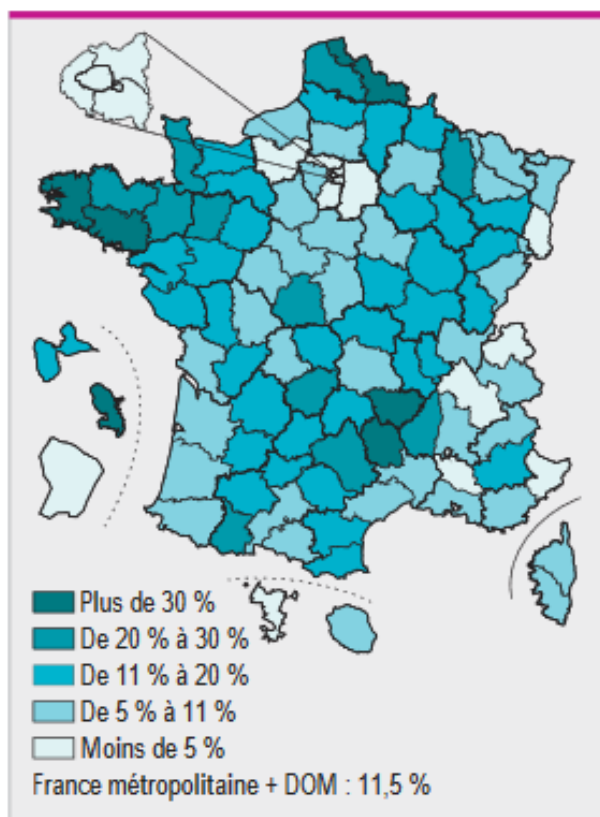 Plus de 30 %
De 20 % à 30 %
De 11 % à 20 %
De 5 % à 11 %
Moins de 5 %
France métropolitaine + DOM : 11,5 %